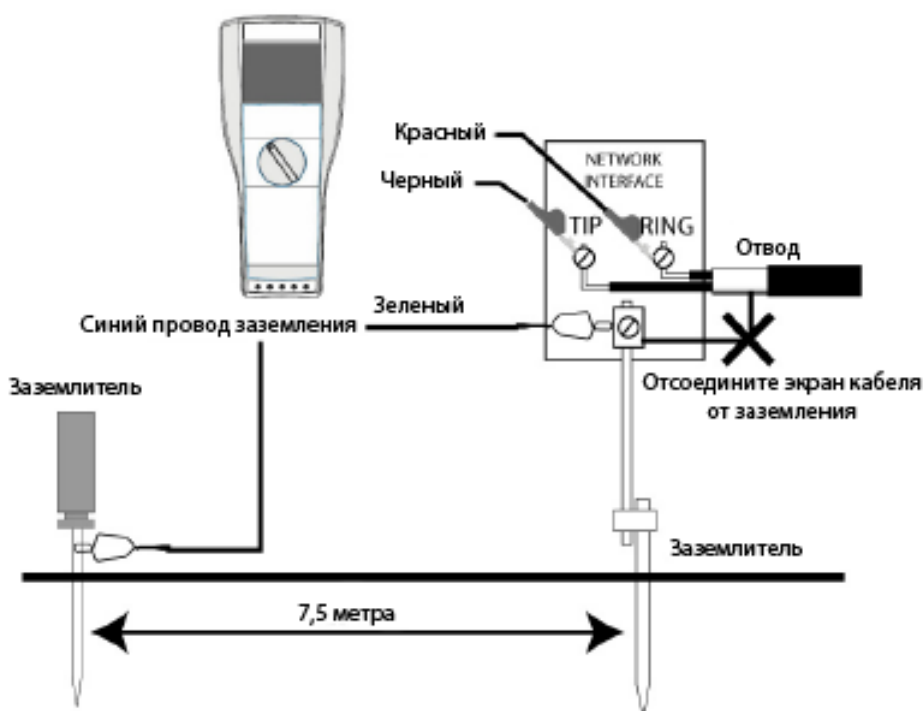 Красный
NETWORK
INTERFACE
Черный
TIP
RING
Отвод
Зеленый
Синий провод заземления
Отсоедините экран кабеля
от заземления
Заземлитель
Заземлитель
7,5 метра